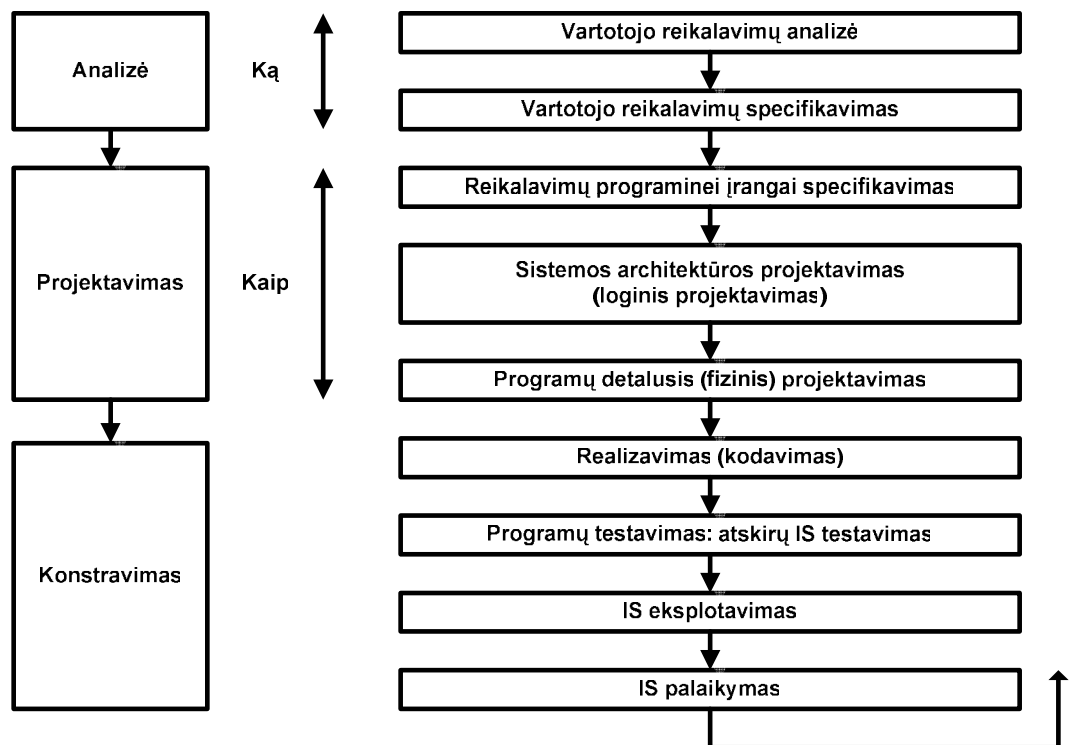 Analizė
Ką
Projektavimas
Kaip
Konstravimas
Vartotojo reikalavimų analizė
Vartotojo reikalavimų specifikavimas
Reikalavimų programinei įrangai specifikavimas
Sistemos architektūros projektavimas
(loginis projektavimas)
Programų detalusis (fizinis) projektavimas
Realizavimas (kodavimas)
Programų testavimas: atskirų IS testavimas
IS eksplotavimas
IS palaikymas